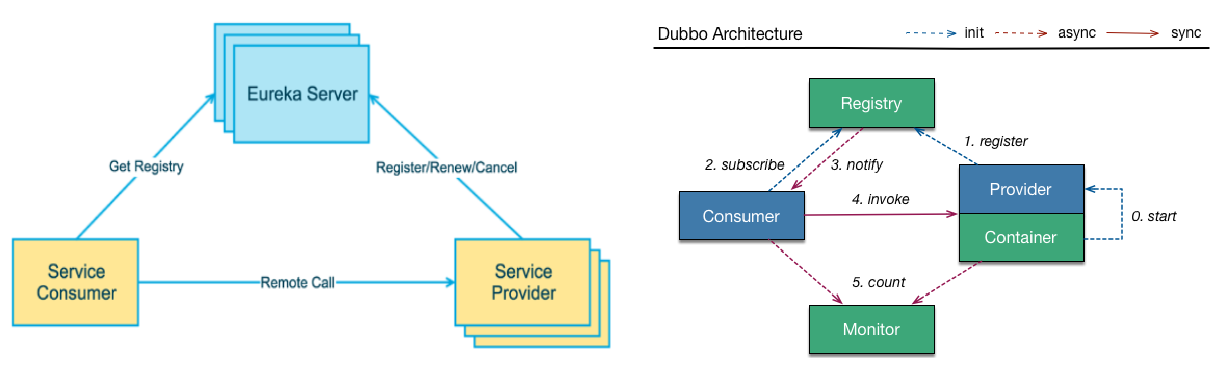 Eureka Server
Get Registry
Register/Renew/Cancel
Service
Consumer
Remote Call
Service
Provider
Dubbo Architecture
init
async
sync
Registry
1. register
2. subscribe
3. notify
Provider
4. invoke
Consumer
0. start
Container
5. count
Monitor